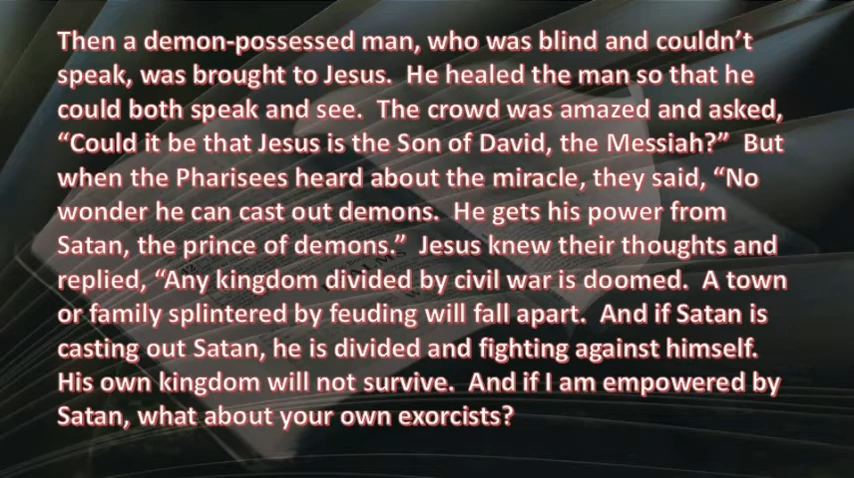 Then a demon-possessed man, who was blind and couldn’t
speak, was brought to Jesus.  He healed the man so that he
could both speak and see.  The crowd was amazed and asked,
“Could it be that Jesus is the Son of David, the Messiah?”  But
when the Pharisees heard about the miracle, they said, “No
wonder he can cast out demons.  He gets his power from
Satan, the prince of demons.”  Jesus knew their thoughts and
replied, “Any kingdom divided by civil war is doomed.  A town
or family splintered by feuding will fall apart.  And if Satan is
casting out Satan, he is divided and fighting against himself.
His own kingdom will not survive.  And if I am empowered by
Satan, what about your own exorcists?